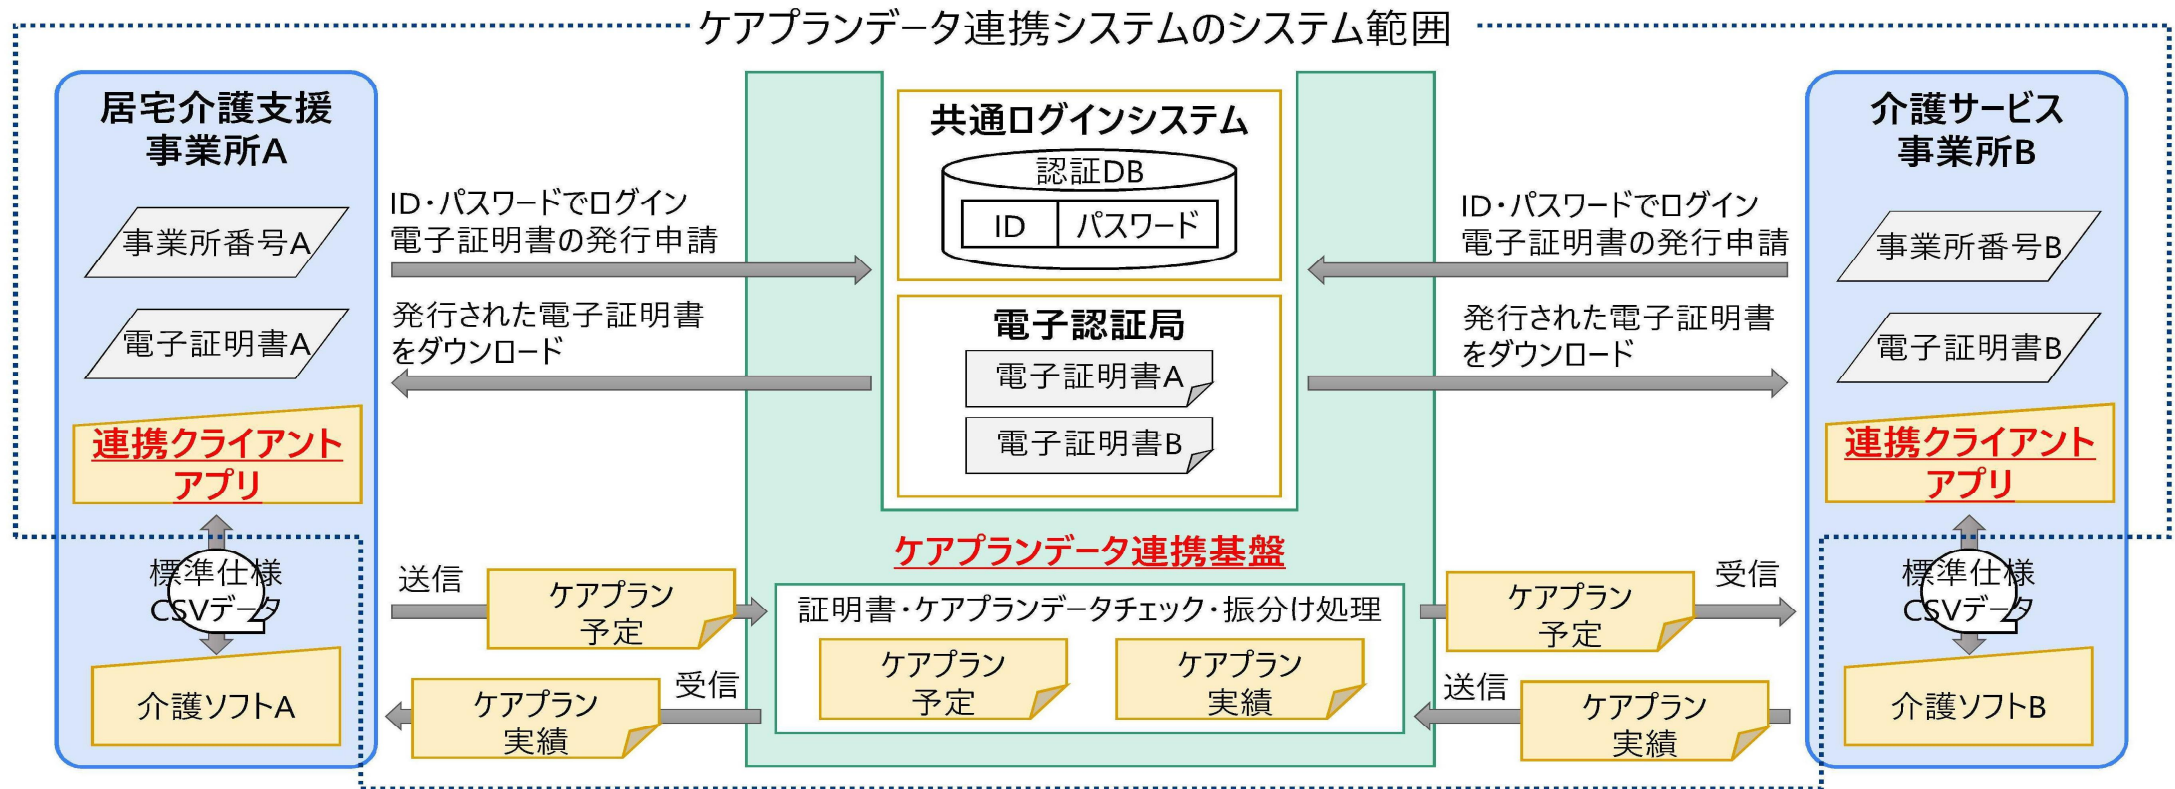 ケアプランデータ連携システムのシステム範囲
居宅介護支援
事業所A
事業所番号A
電子証明書A
連携クライアント
アプリ
標準仕様
CSVデータ
介護ソフトA
ID・パスワードでログイン
電子証明書の発行申請
発行された電子証明書
をダウンロード
送信
ケアプラン
予定
ケアプラン
実績
受信
共通ログインシステム
認証DB
ID
パスワード
電子認証局
電子証明書A
電子証明書B
ケアプランデータ連携基盤
証明書・ケアプランデータチェック・振分け処理
ケアプラン
予定
ケアプラン
実績
ID・パスワードでログイン
電子証明書の発行申請
発行された電子証明書
をダウンロード
ケアプラン
予定
受信
送信
ケアプラン
実績
介護サービス
事業所B
事業所番号B
電子証明書B
連携クライアント
アプリ
標準仕様
CSVデータ
介護ソフトB